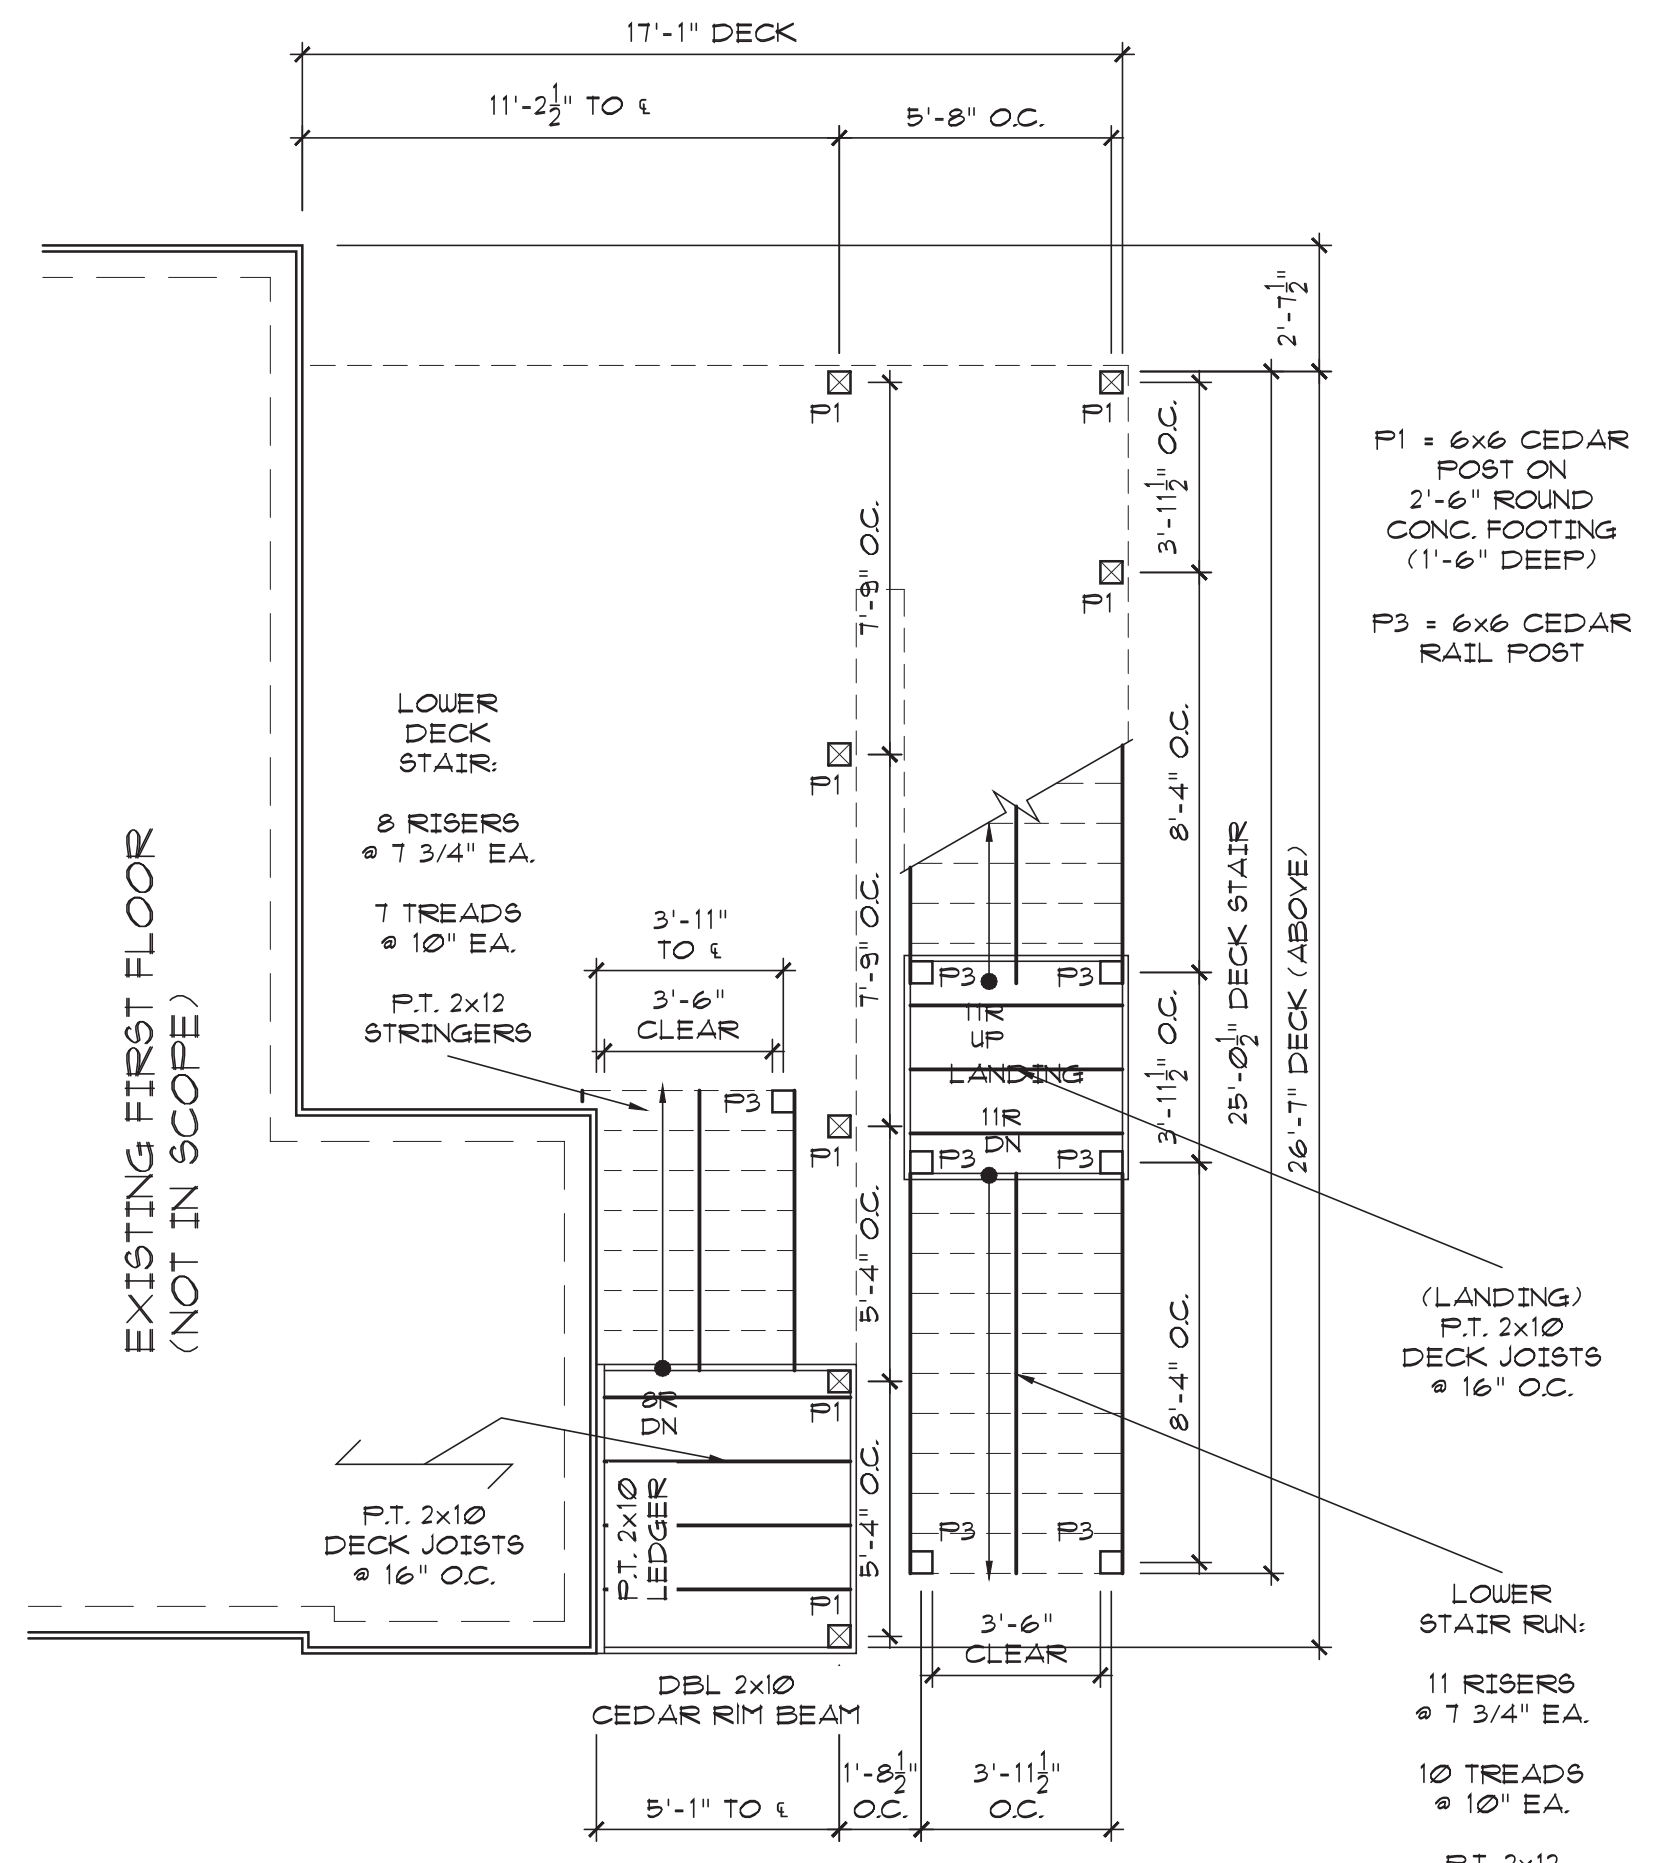 17'-1" DECK
11'-2 1/2" TO ℄
5'-8" O.C.
2'-7 1/2"
P1
P1
3'-11 1/2" O.C.
P1 = 6x6 CEDAR
POST ON
2'-6" ROUND
CONC. FOOTING
(1'-6" DEEP)
7'-9" O.C.
P1
P3 = 6x6 CEDAR
RAIL POST
LOWER
DECK
STAIR:
8 RISERS
@ 7 3/4" EA.
7 TREADS
@ 10" EA.
P.T. 2x12
STRINGERS
P1
8'-4" O.C.
EXISTING FIRST FLOOR
(NOT IN SCOPE)
3'-11"
TO ℄
3'-6"
CLEAR
7'-9" O.C.
25'-0 1/2" DECK STAIR
26'-7" DECK (ABOVE)
P3
P3
11R
UP
LANDING
11R
DN
P3
P3
3'-11 1/2" O.C.
P3
P1
5'-4" O.C.
(LANDING)
P.T. 2x10
DECK JOISTS
@ 16" O.C.
8'-4" O.C.
8R
DN
P1
P.T. 2x10
LEDGER
P.T. 2x10
DECK JOISTS
@ 16" O.C.
5'-4" O.C.
P3
P3
P1
3'-6"
CLEAR
LOWER
STAIR RUN:
11 RISERS
@ 7 3/4" EA.
10 TREADS
@ 10" EA.
P.T. 2x12
DBL 2x10
CEDAR RIM BEAM
5'-1" TO ℄
1'-8 1/2"
O.C.
3'-11 1/2"
O.C.